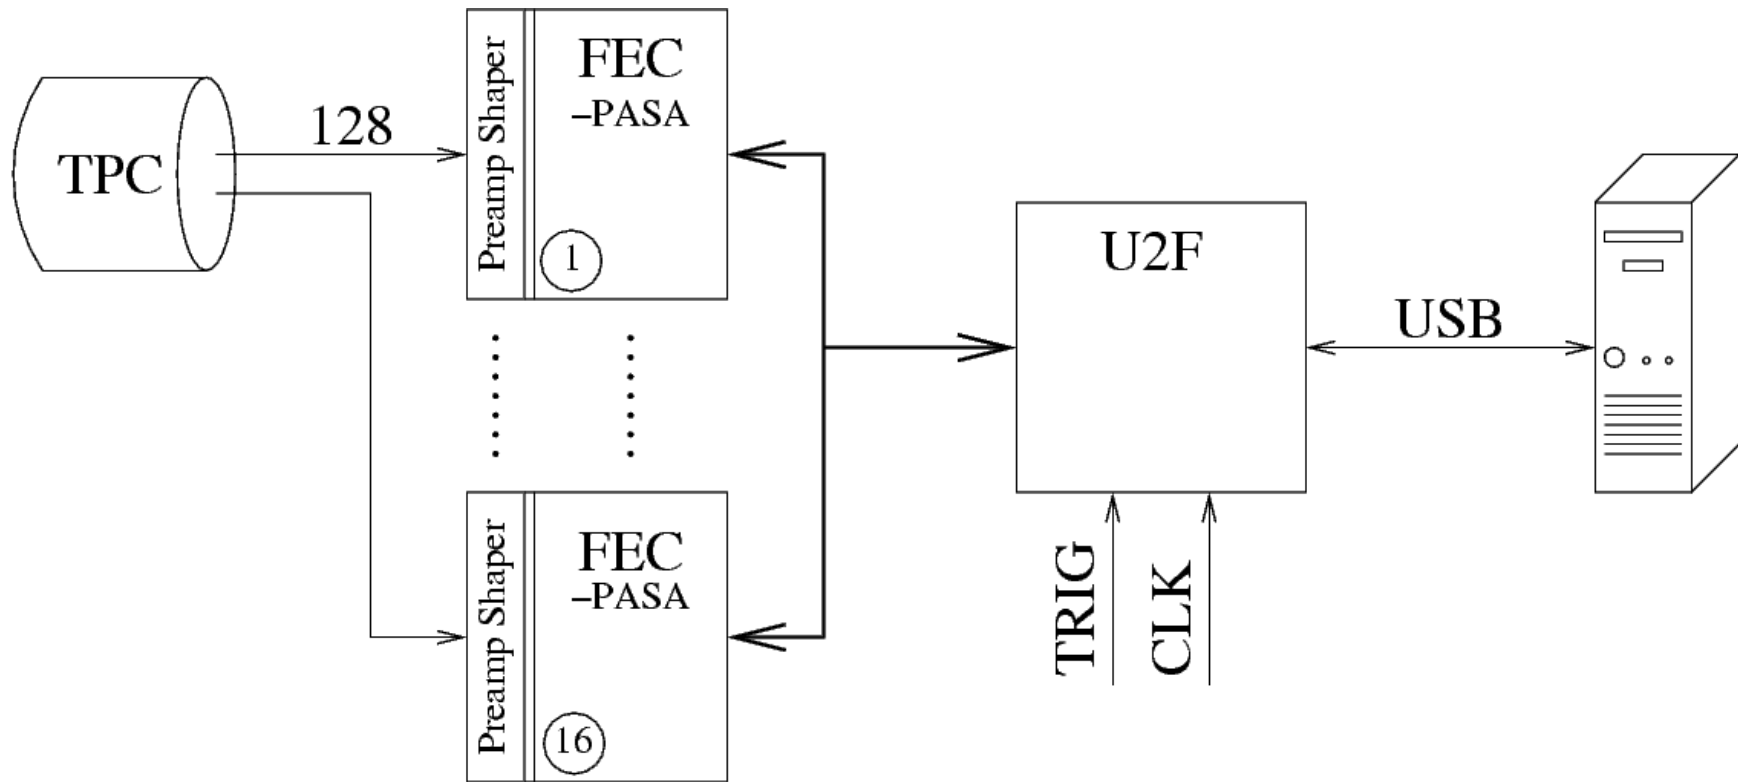 TPC
128
Preamp Shaper
FEC
–PASA
1
Preamp Shaper
FEC
–PASA
16
U2F
TRIG
CLK
USB